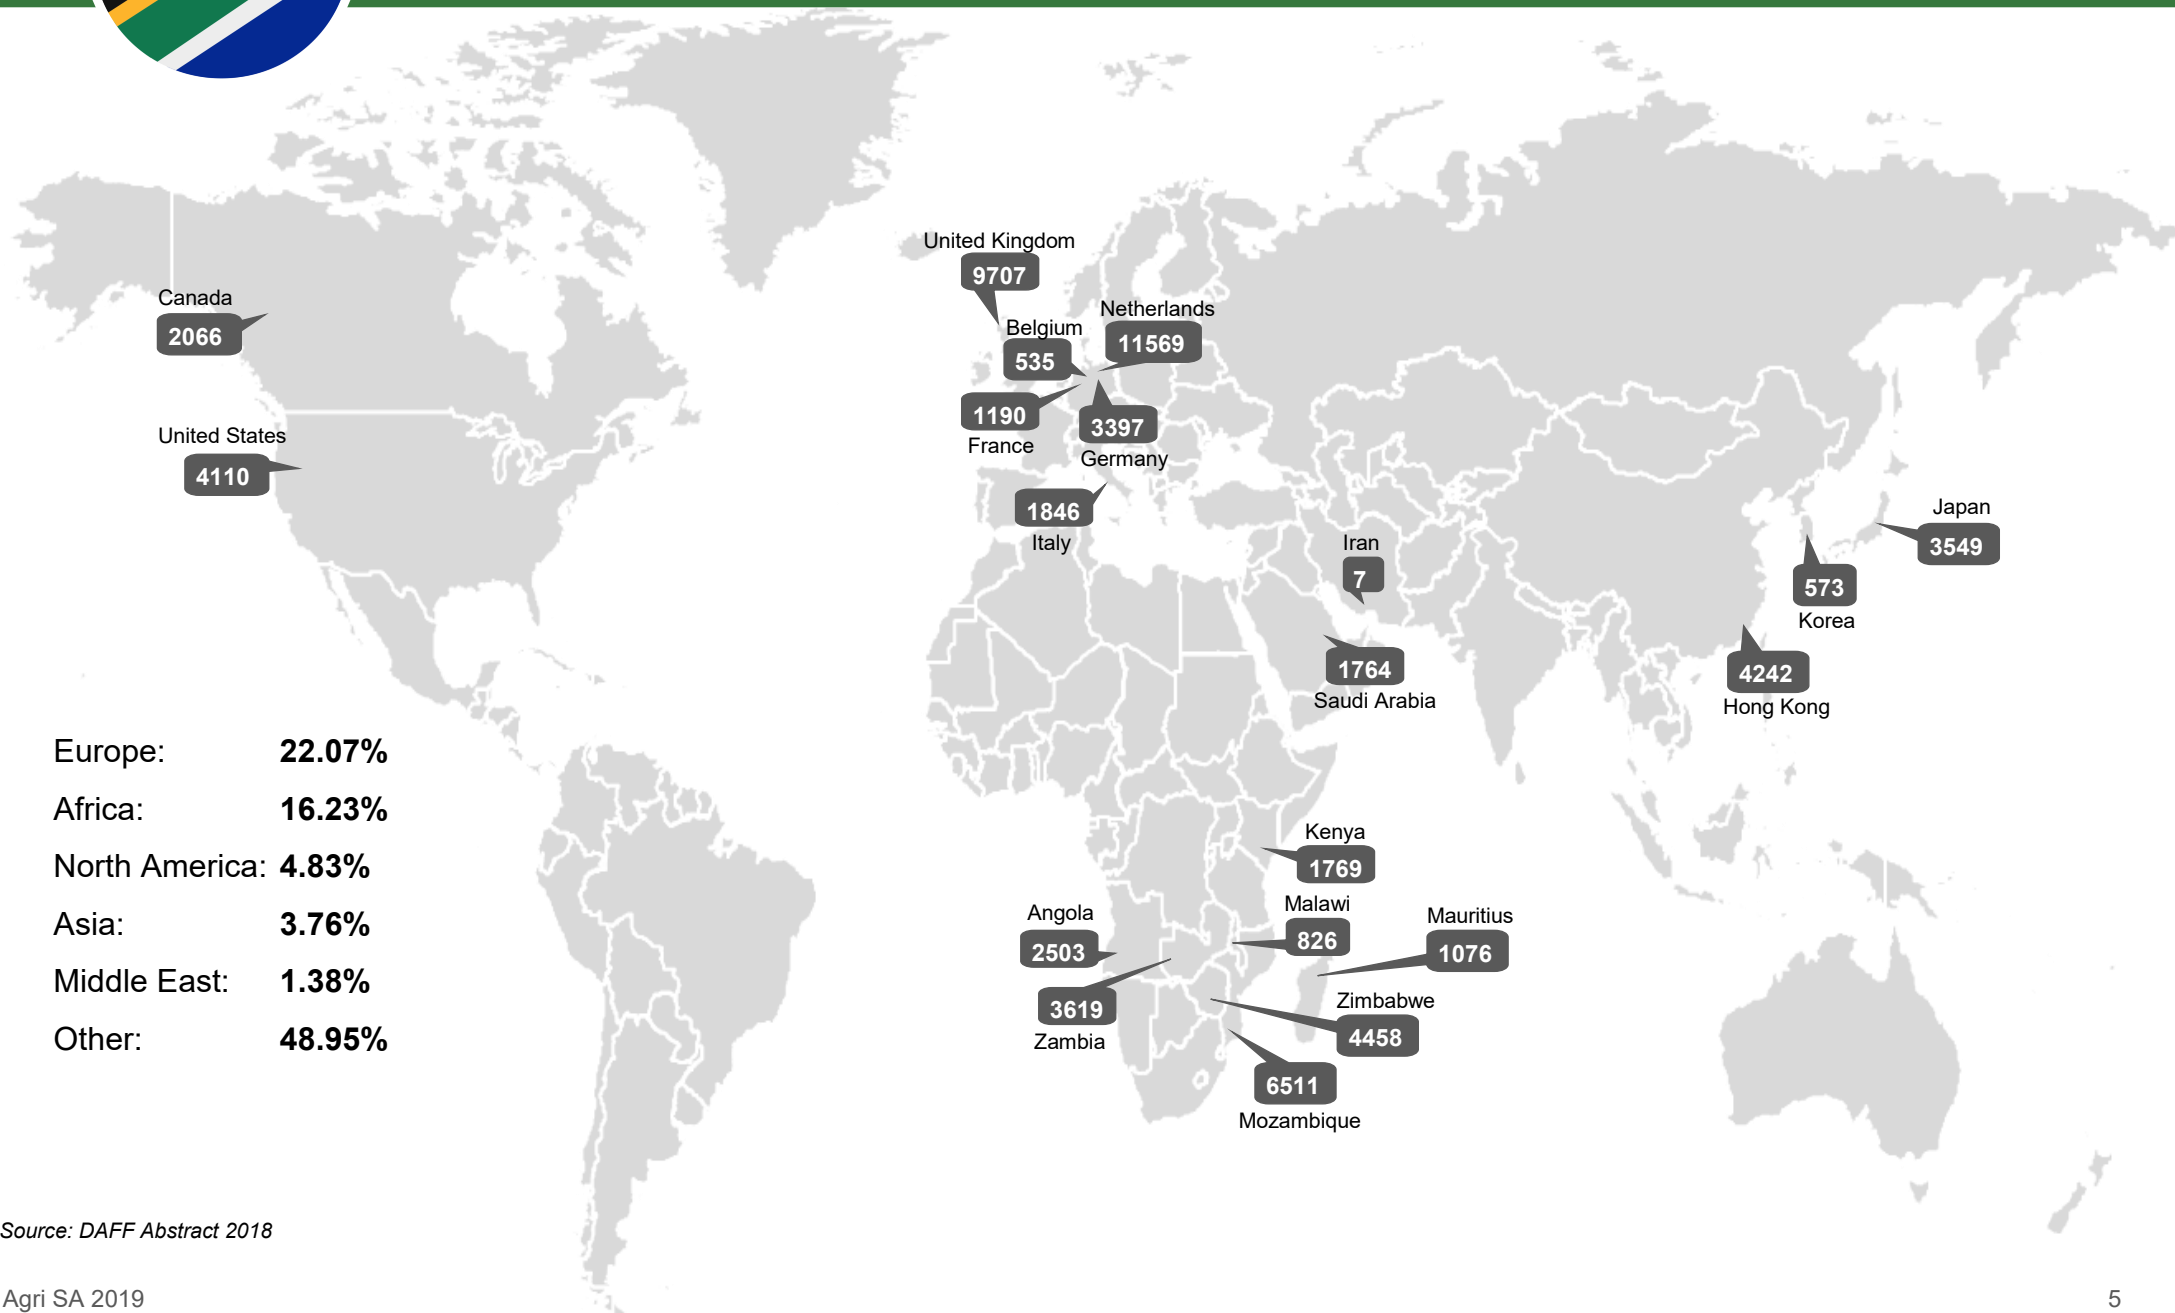 United Kingdom
9707
Canada
2066
Netherlands
11569
Belgium
535
1190
France
3397
Germany
United States
4110
1846
Italy
Iran
7
Japan
3549
573
Korea
1764
Saudi Arabia
4242
Hong Kong
Europe: 22.07%
Africa: 16.23%
North America: 4.83%
Asia: 3.76%
Middle East: 1.38%
Other: 48.95%
Kenya
1769
Malawi
826
Angola
2503
Mauritius
1076
3619
Zambia
Zimbabwe
4458
6511
Mozambique
Source: DAFF Abstract 2018
Agri SA 2019
5